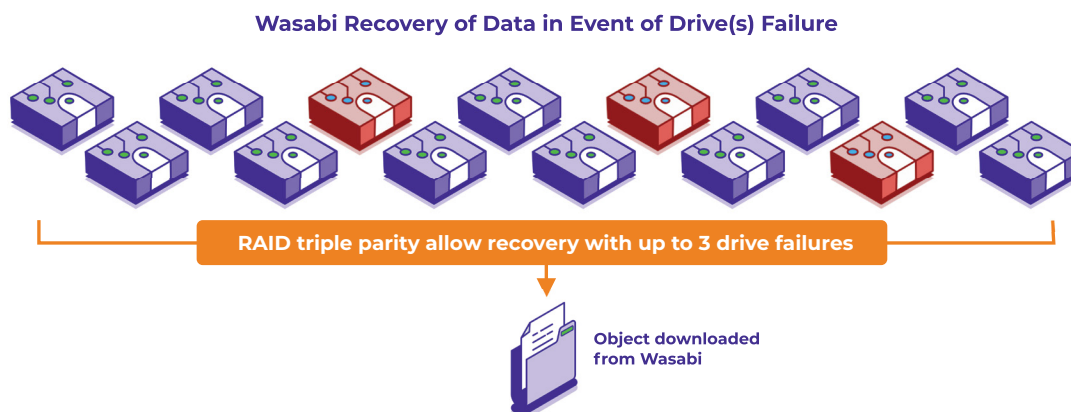 Wasabi Recovery of Data in Event of Drive(s) Failure
RAID triple parity allow recovery with up to 3 drive failures
Object downloaded
from Wasabi